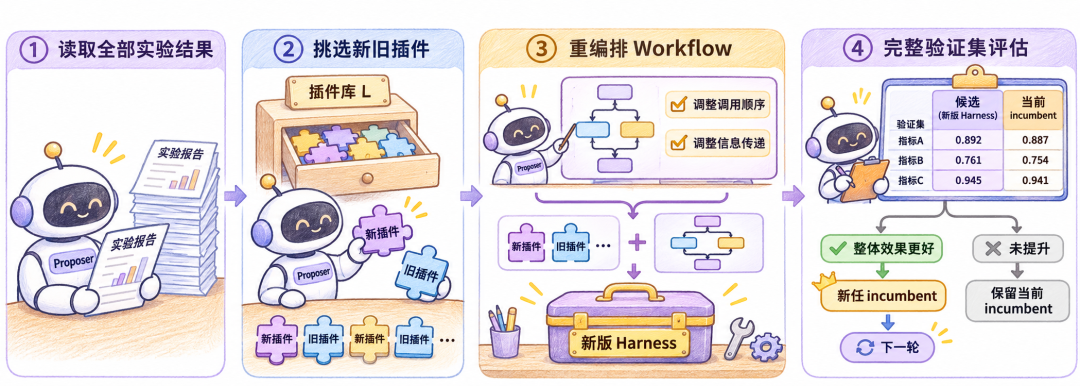 ① 读取全部实验结果
实验报告
实验报告
Proposer
② 挑选新旧插件
插件库 L
新插件
Proposer
旧插件
新插件
旧插件
新插件
旧插件
...
③ 重编排 Workflow
调整调用顺序
调整信息传递
Proposer
新插件
旧插件
...
+
新版 Harness
④ 完整验证集评估
验证集
候选
(新版 Harness)
当前
incumbent
指标A 0.892 0.887
指标B 0.761 0.754
指标C 0.945 0.941
整体效果更好
未提升
新任 incumbent
保留当前
incumbent
下一轮